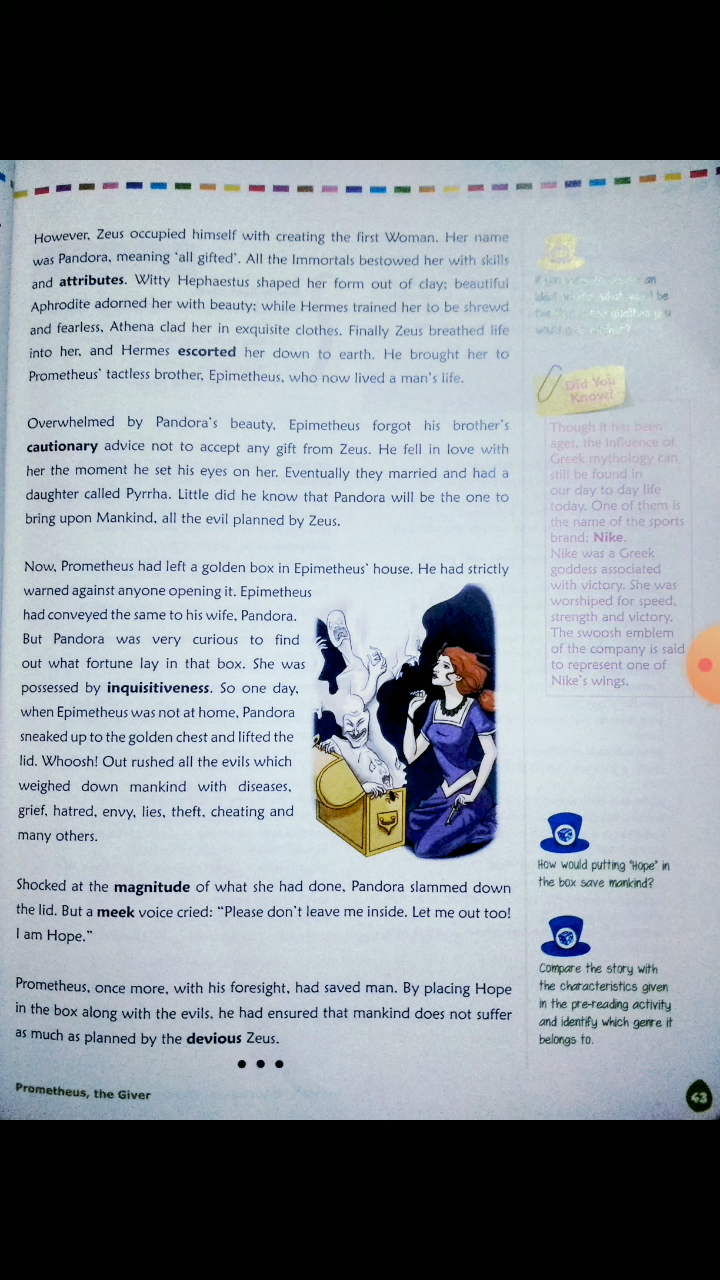 However, Zeus occupied himself with creating the first Woman. Her name
was Pandora, meaning ‘all gifted’. All the Immortals bestowed her with skills
and attributes. Witty Hephaestus shaped her form out of clay; beautiful
Aphrodite adorned her with beauty; while Hermes trained her to be shrewd
and fearless, Athena clad her in exquisite clothes. Finally Zeus breathed life
into her, and Hermes escorted her down to earth. He brought her to
Prometheus’ tactless brother, Epimetheus, who now lived a man’s life.
Overwhelmed by Pandora’s beauty, Epimetheus forgot his brother’s
cautionary advice not to accept any gift from Zeus. He fell in love with
her the moment he set his eyes on her. Eventually they married and had a
daughter called Pyrrha. Little did he know that Pandora will be the one to
bring upon Mankind, all the evil planned by Zeus.
Now, Prometheus had left a golden box in Epimetheus’ house. He had strictly
warned against anyone opening it. Epimetheus
had conveyed the same to his wife, Pandora.
But Pandora was very curious to find
out what fortune lay in that box. She was
possessed by inquisitiveness. So one day,
when Epimetheus was not at home, Pandora
sneaked up to the golden chest and lifted the
lid. Whoosh! Out rushed all the evils which
weighed down mankind with diseases,
grief, hatred, envy, lies, theft, cheating and
many others.
Shocked at the magnitude of what she had done, Pandora slammed down
the lid. But a meek voice cried: “Please don’t leave me inside. Let me out too!
I am Hope.”
Prometheus, once more, with his foresight, had saved man. By placing Hope
in the box along with the evils, he had ensured that mankind does not suffer
as much as planned by the devious Zeus.
Prometheus, the Giver
an
be
would
Did You
Know?
Though it has been
ages, the influence of
Greek mythology can
still be found in
our day to day life
today. One of them is
the name of the sports
brand: Nike.
Nike was a Greek
goddess associated
with victory. She was
worshiped for speed,
strength and victory.
The swoosh emblem
of the company is said
to represent one of
Nike’s wings.
How would putting “Hope” in
the box save mankind?
Compare the story with
the characteristics given
in the pre-reading activity
and identify which genre it
belongs to.
43